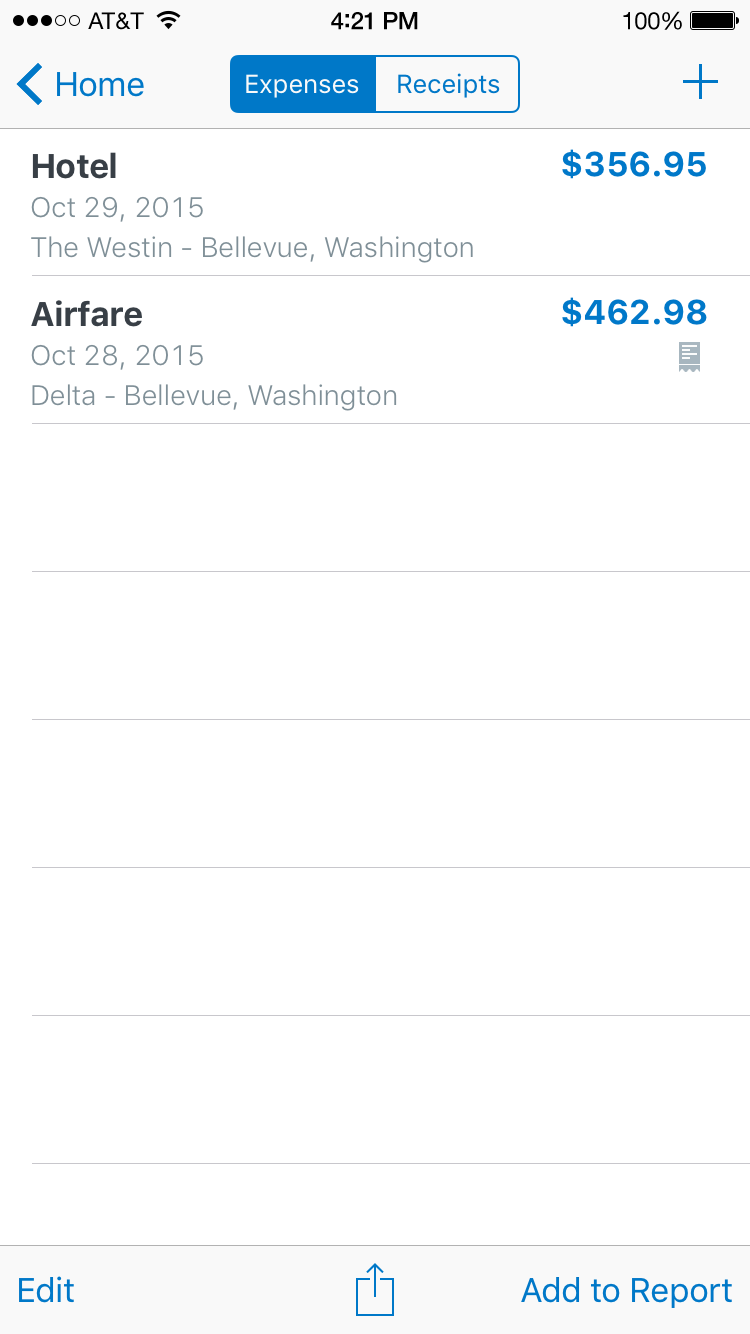 AT&T 4:21 PM 100%
Home Expenses Receipts
Hotel $356.95
Oct 29, 2015
The Westin - Bellevue, Washington
Airfare $462.98
Oct 28, 2015
Delta - Bellevue, Washington
Edit Add to Report